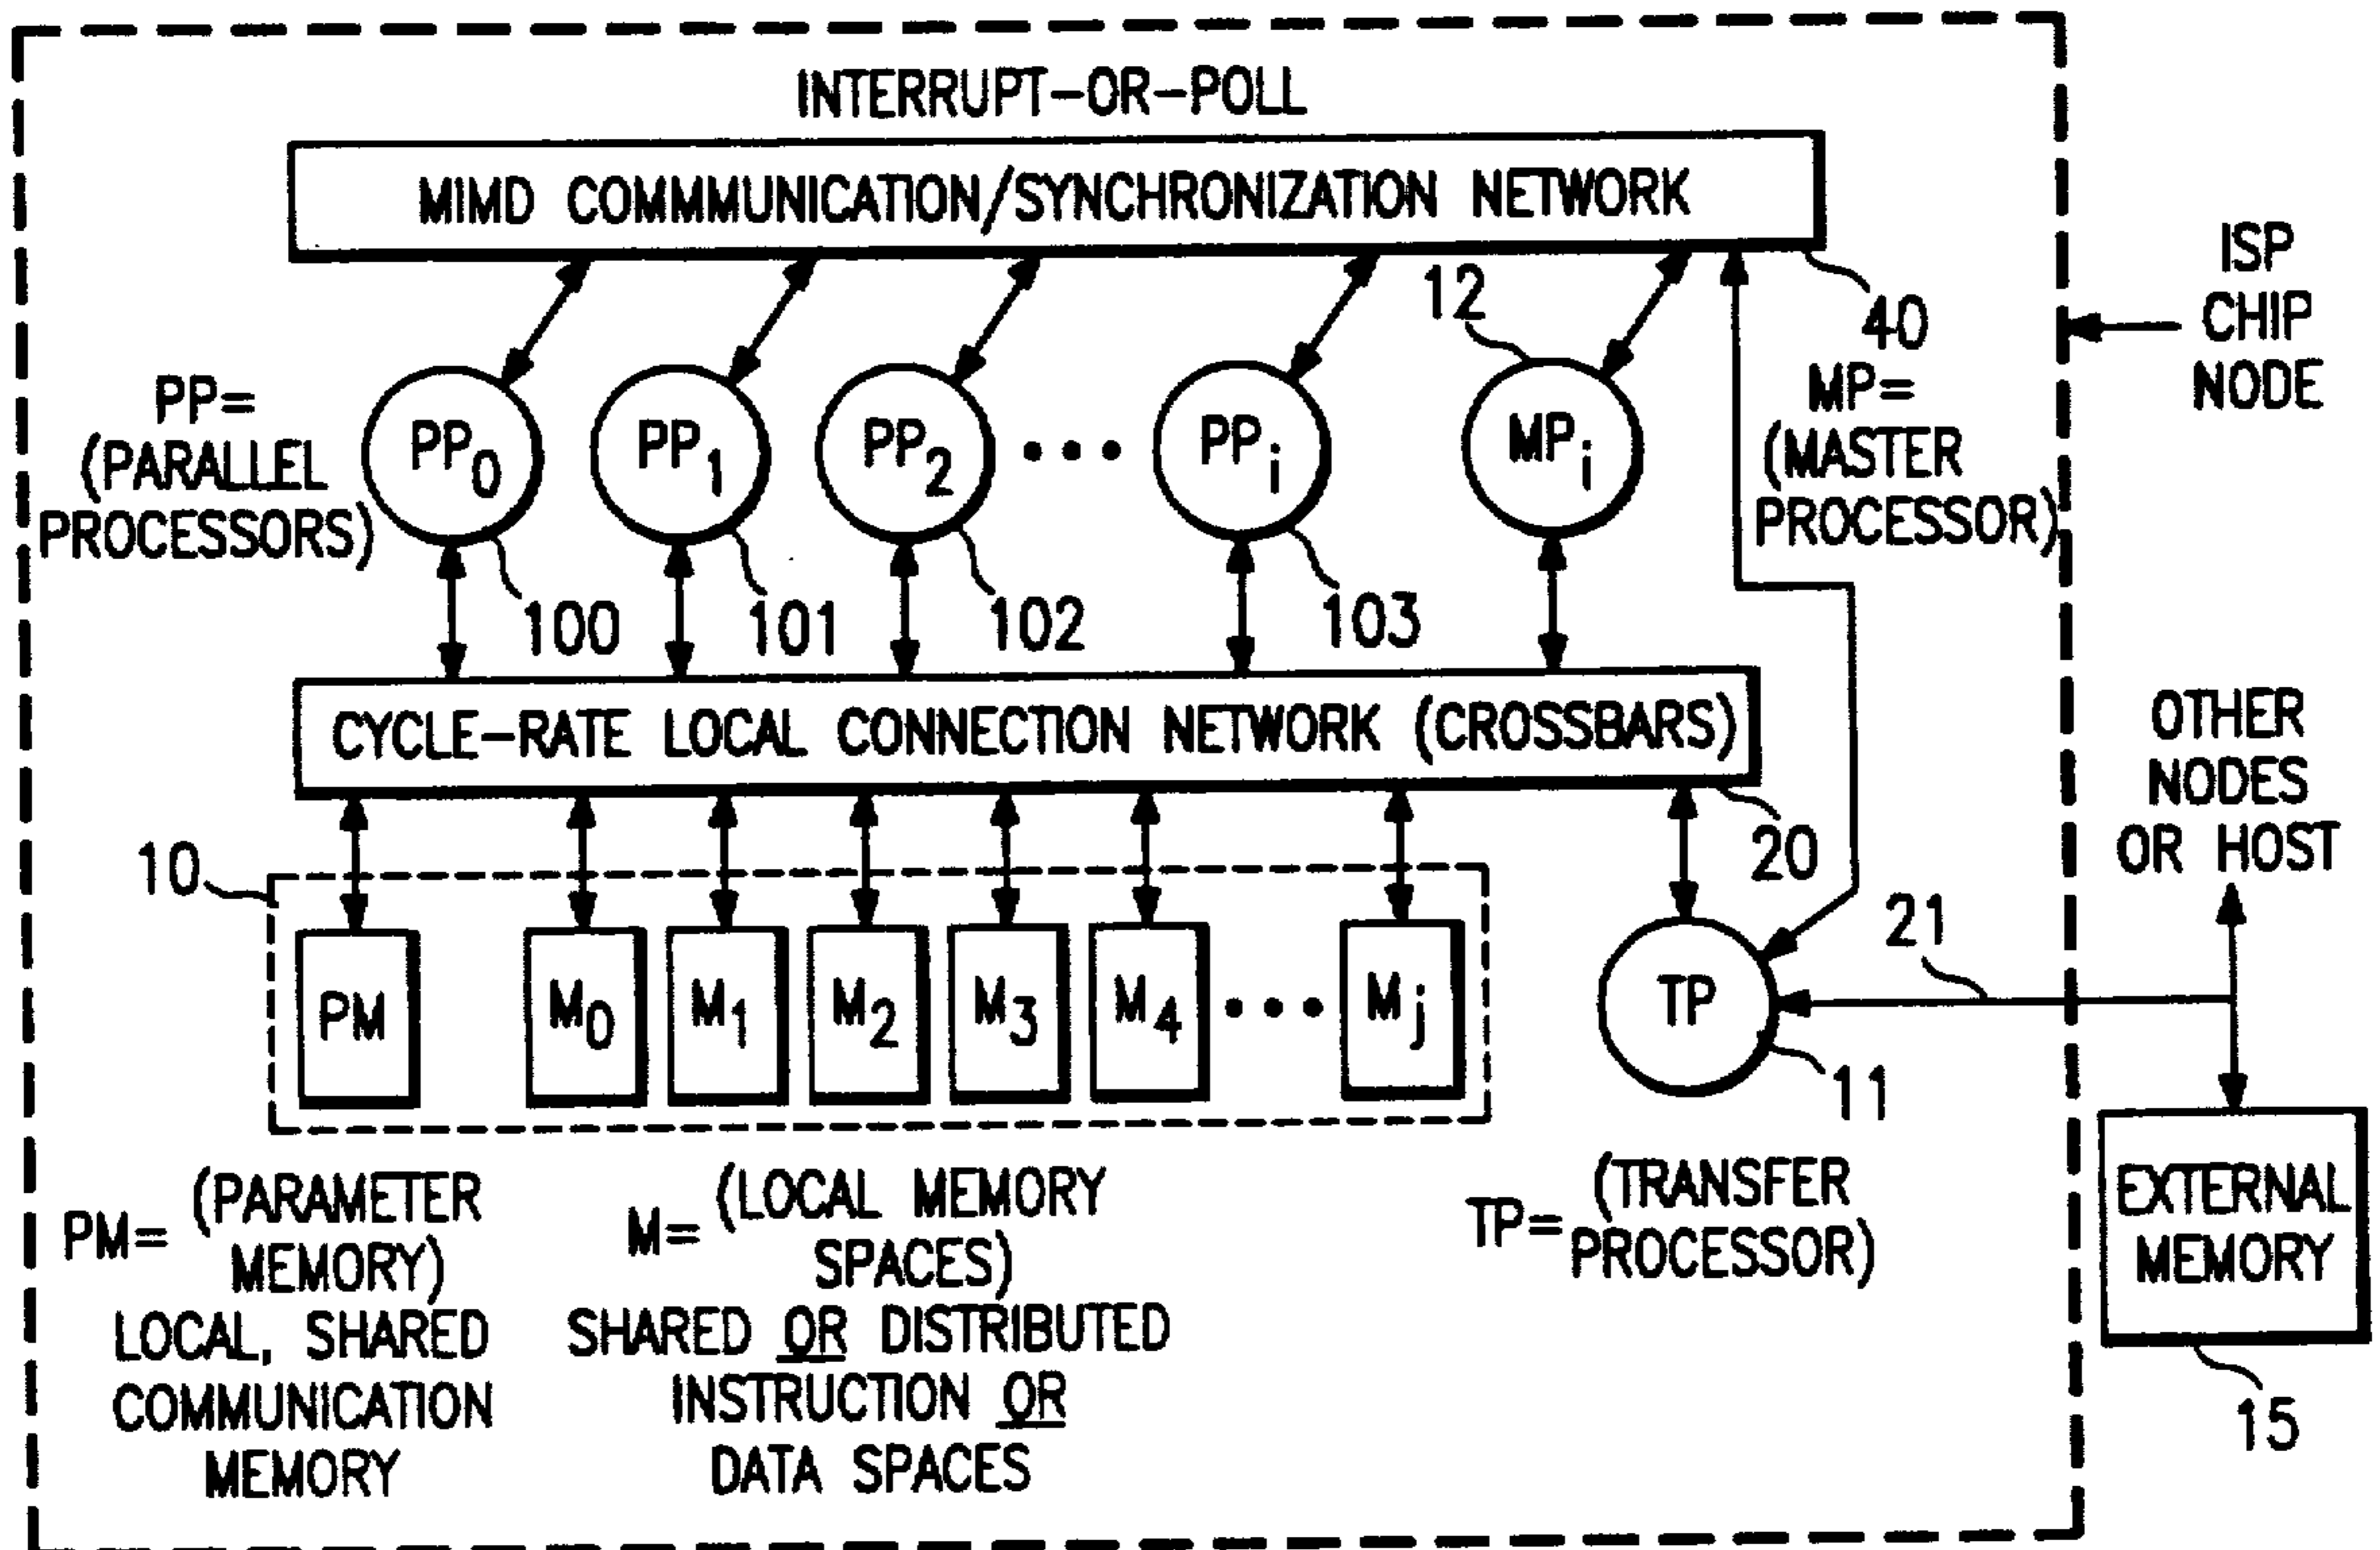 INTERRUPT-OR-POLL
MIMD COMMMUNICATION/SYNCHRONIZATION NETWORK
12
40
ISP
CHIP
NODE
PP=
(PARALLEL
PROCESSORS)
PP0
PP1
PP2
•••
PPi
MPi
MP=
(MASTER
PROCESSOR)
100
101
102
103
CYCLE-RATE LOCAL CONNECTION NETWORK (CROSSBARS)
OTHER
NODES
OR HOST
10
20
21
PM
M0
M1
M2
M3
M4
•••
Mj
TP
11
PM= (PARAMETER
MEMORY)
LOCAL, SHARED
COMMUNICATION
MEMORY
M= (LOCAL MEMORY
SPACES)
SHARED OR DISTRIBUTED
INSTRUCTION OR
DATA SPACES
TP= (TRANSFER
PROCESSOR)
EXTERNAL
MEMORY
15